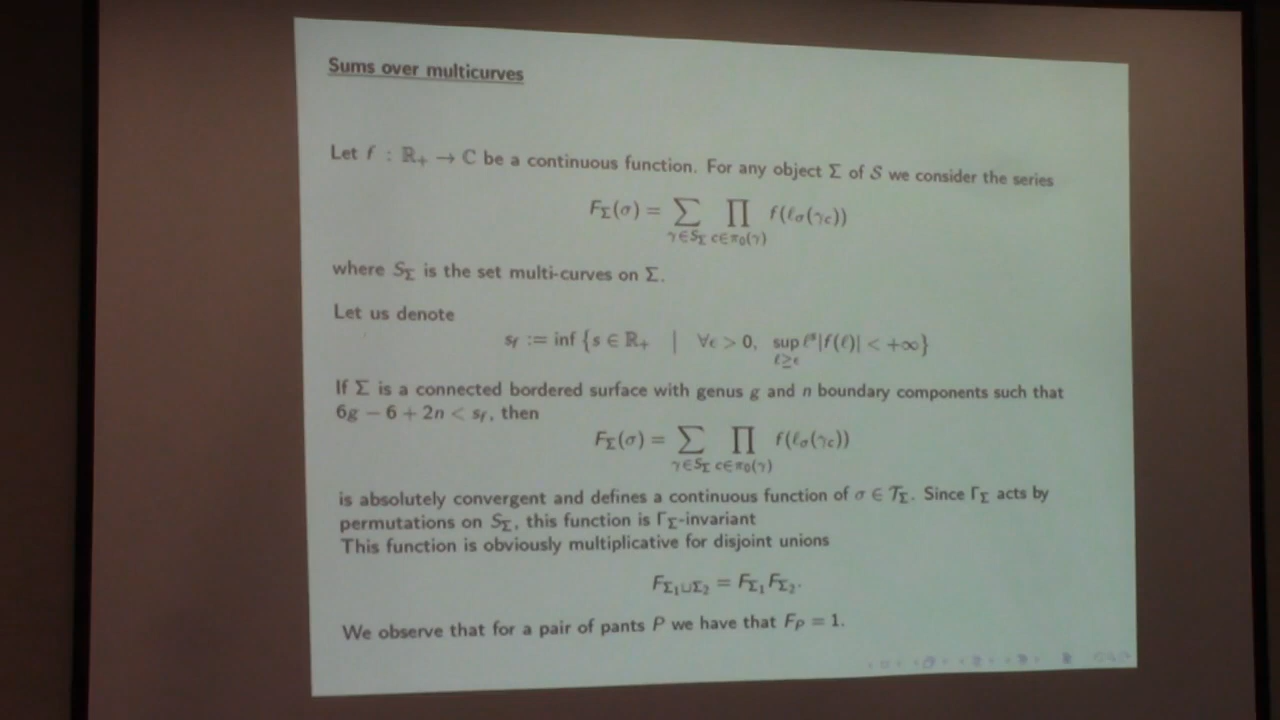 Sums over multicurves
Let f : ℝ₊ → ℂ be a continuous function. For any object Σ of 𝒮 we consider the series
F_Σ(σ) = ∑_{γ∈S_Σ} ∏_{c∈π₀(γ)} f(ℓ_σ(γ_c))
where S_Σ is the set multi-curves on Σ.
Let us denote
s_f := inf {s ∈ ℝ₊ | ∀ϵ > 0, sup_{ℓ≥ϵ} ℓ^s|f(ℓ)| < +∞}
If Σ is a connected bordered surface with genus g and n boundary components such that
6g − 6 + 2n < s_f, then
F_Σ(σ) = ∑_{γ∈S_Σ} ∏_{c∈π₀(γ)} f(ℓ_σ(γ_c))
is absolutely convergent and defines a continuous function of σ ∈ 𝒯_Σ. Since Γ_Σ acts by
permutations on S_Σ, this function is Γ_Σ-invariant
This function is obviously multiplicative for disjoint unions
F_{Σ₁⊔Σ₂} = F_{Σ₁} F_{Σ₂}.
We observe that for a pair of pants P we have that F_P = 1.